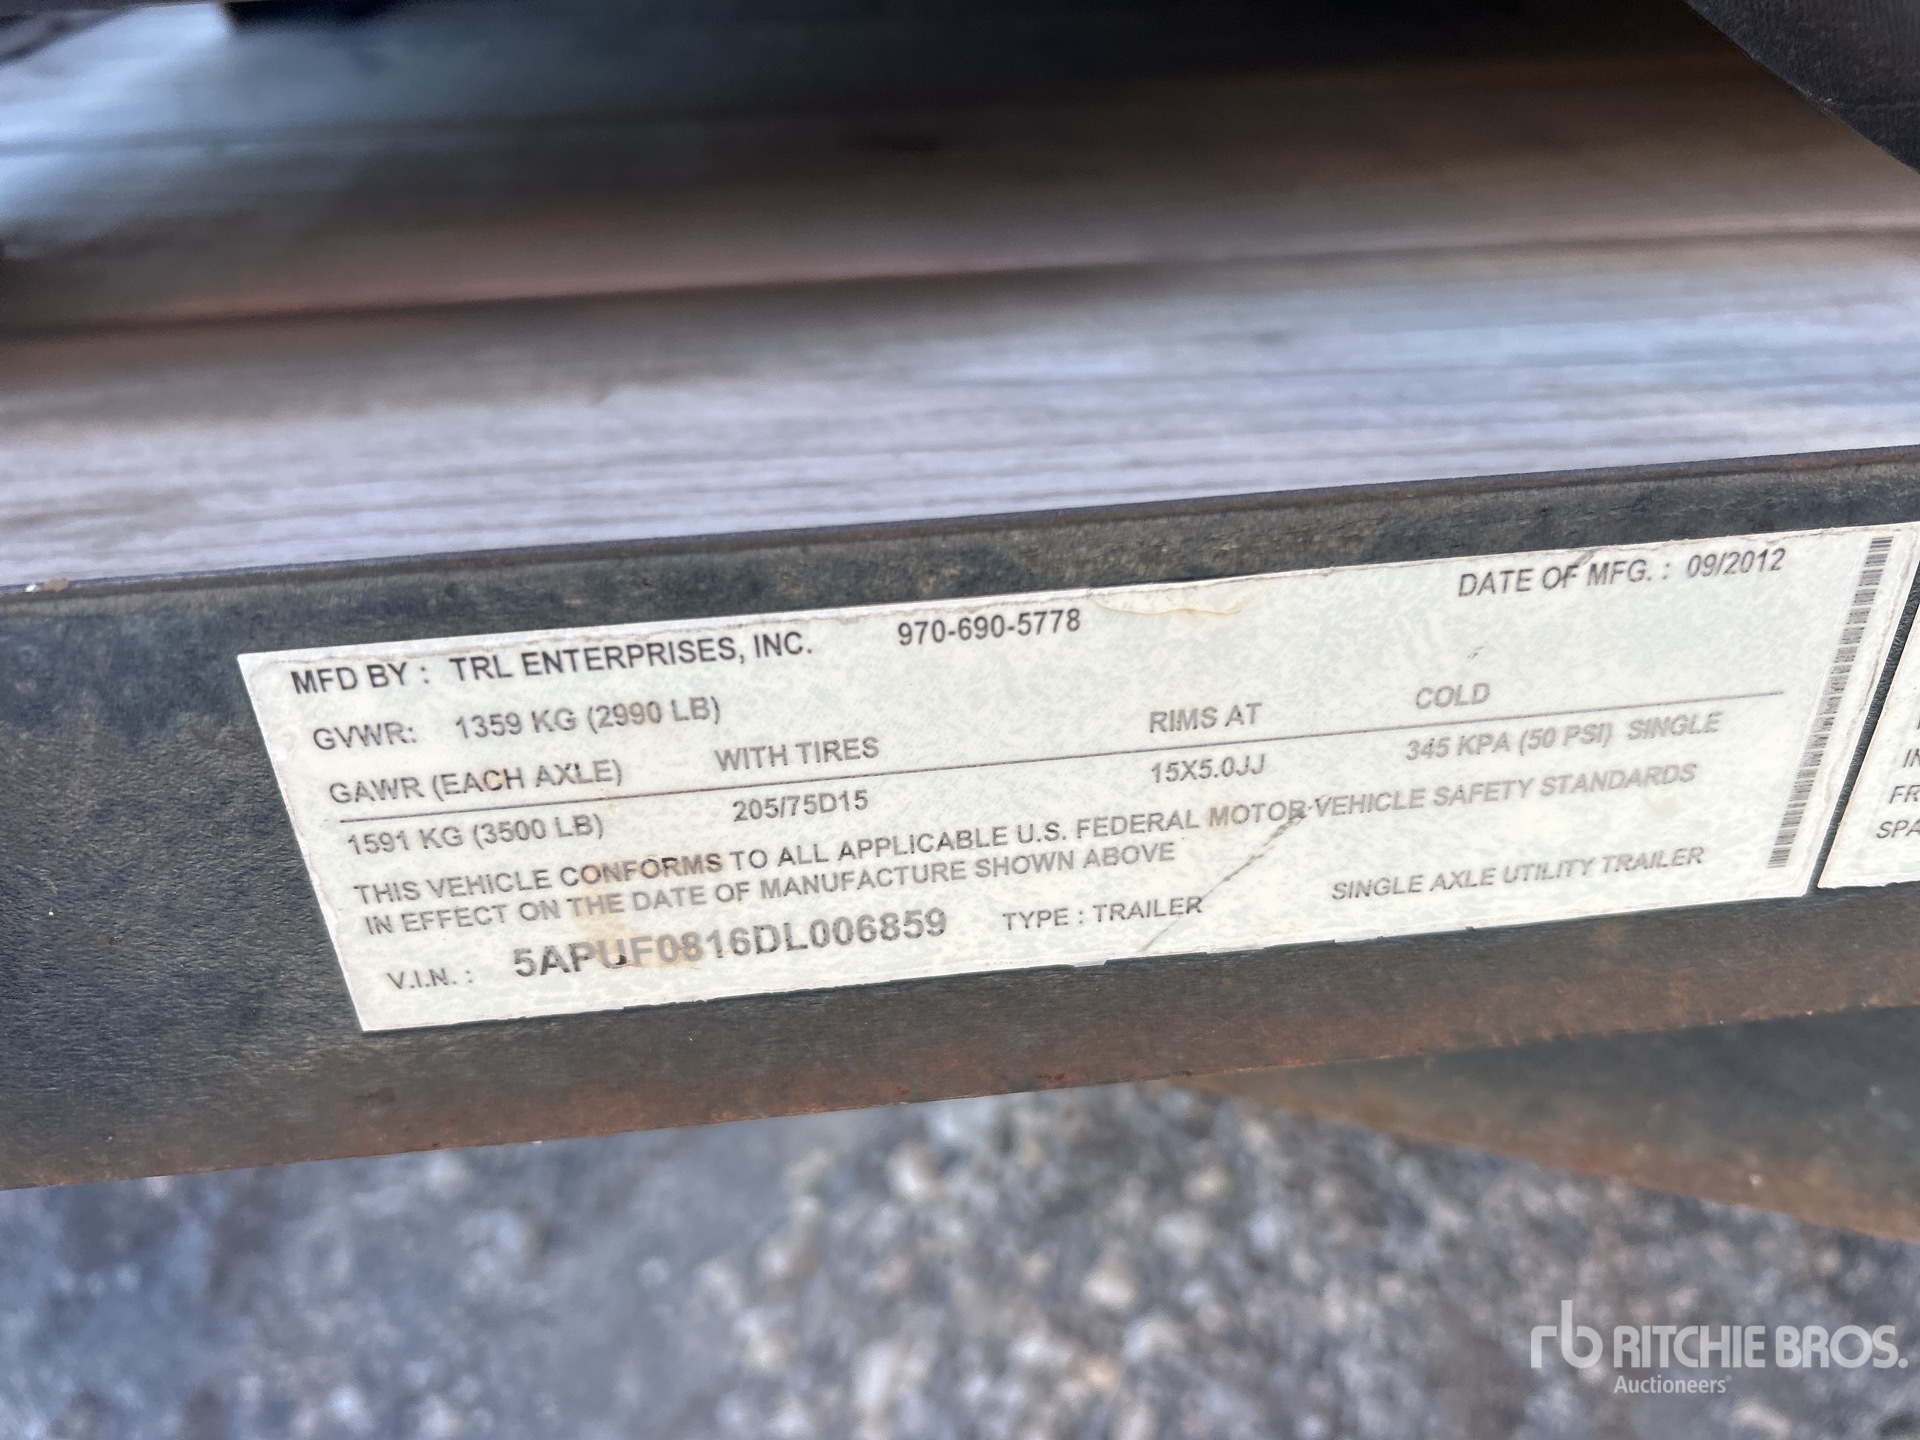 MFD BY : TRL ENTERPRISES, INC. 970-690-5778 DATE OF MFG. : 09/2012
GVWR: 1359 KG (2990 LB)
GAWR (EACH AXLE) WITH TIRES RIMS AT COLD
1591 KG (3500 LB) 205/75D15 15X5.0JJ 345 KPA (50 PSI) SINGLE
THIS VEHICLE CONFORMS TO ALL APPLICABLE U.S. FEDERAL MOTOR VEHICLE SAFETY STANDARDS
IN EFFECT ON THE DATE OF MANUFACTURE SHOWN ABOVE
V.I.N. : 5APUF0816DL006859 TYPE : TRAILER SINGLE AXLE UTILITY TRAILER
rb RITCHIE BROS.
Auctioneers